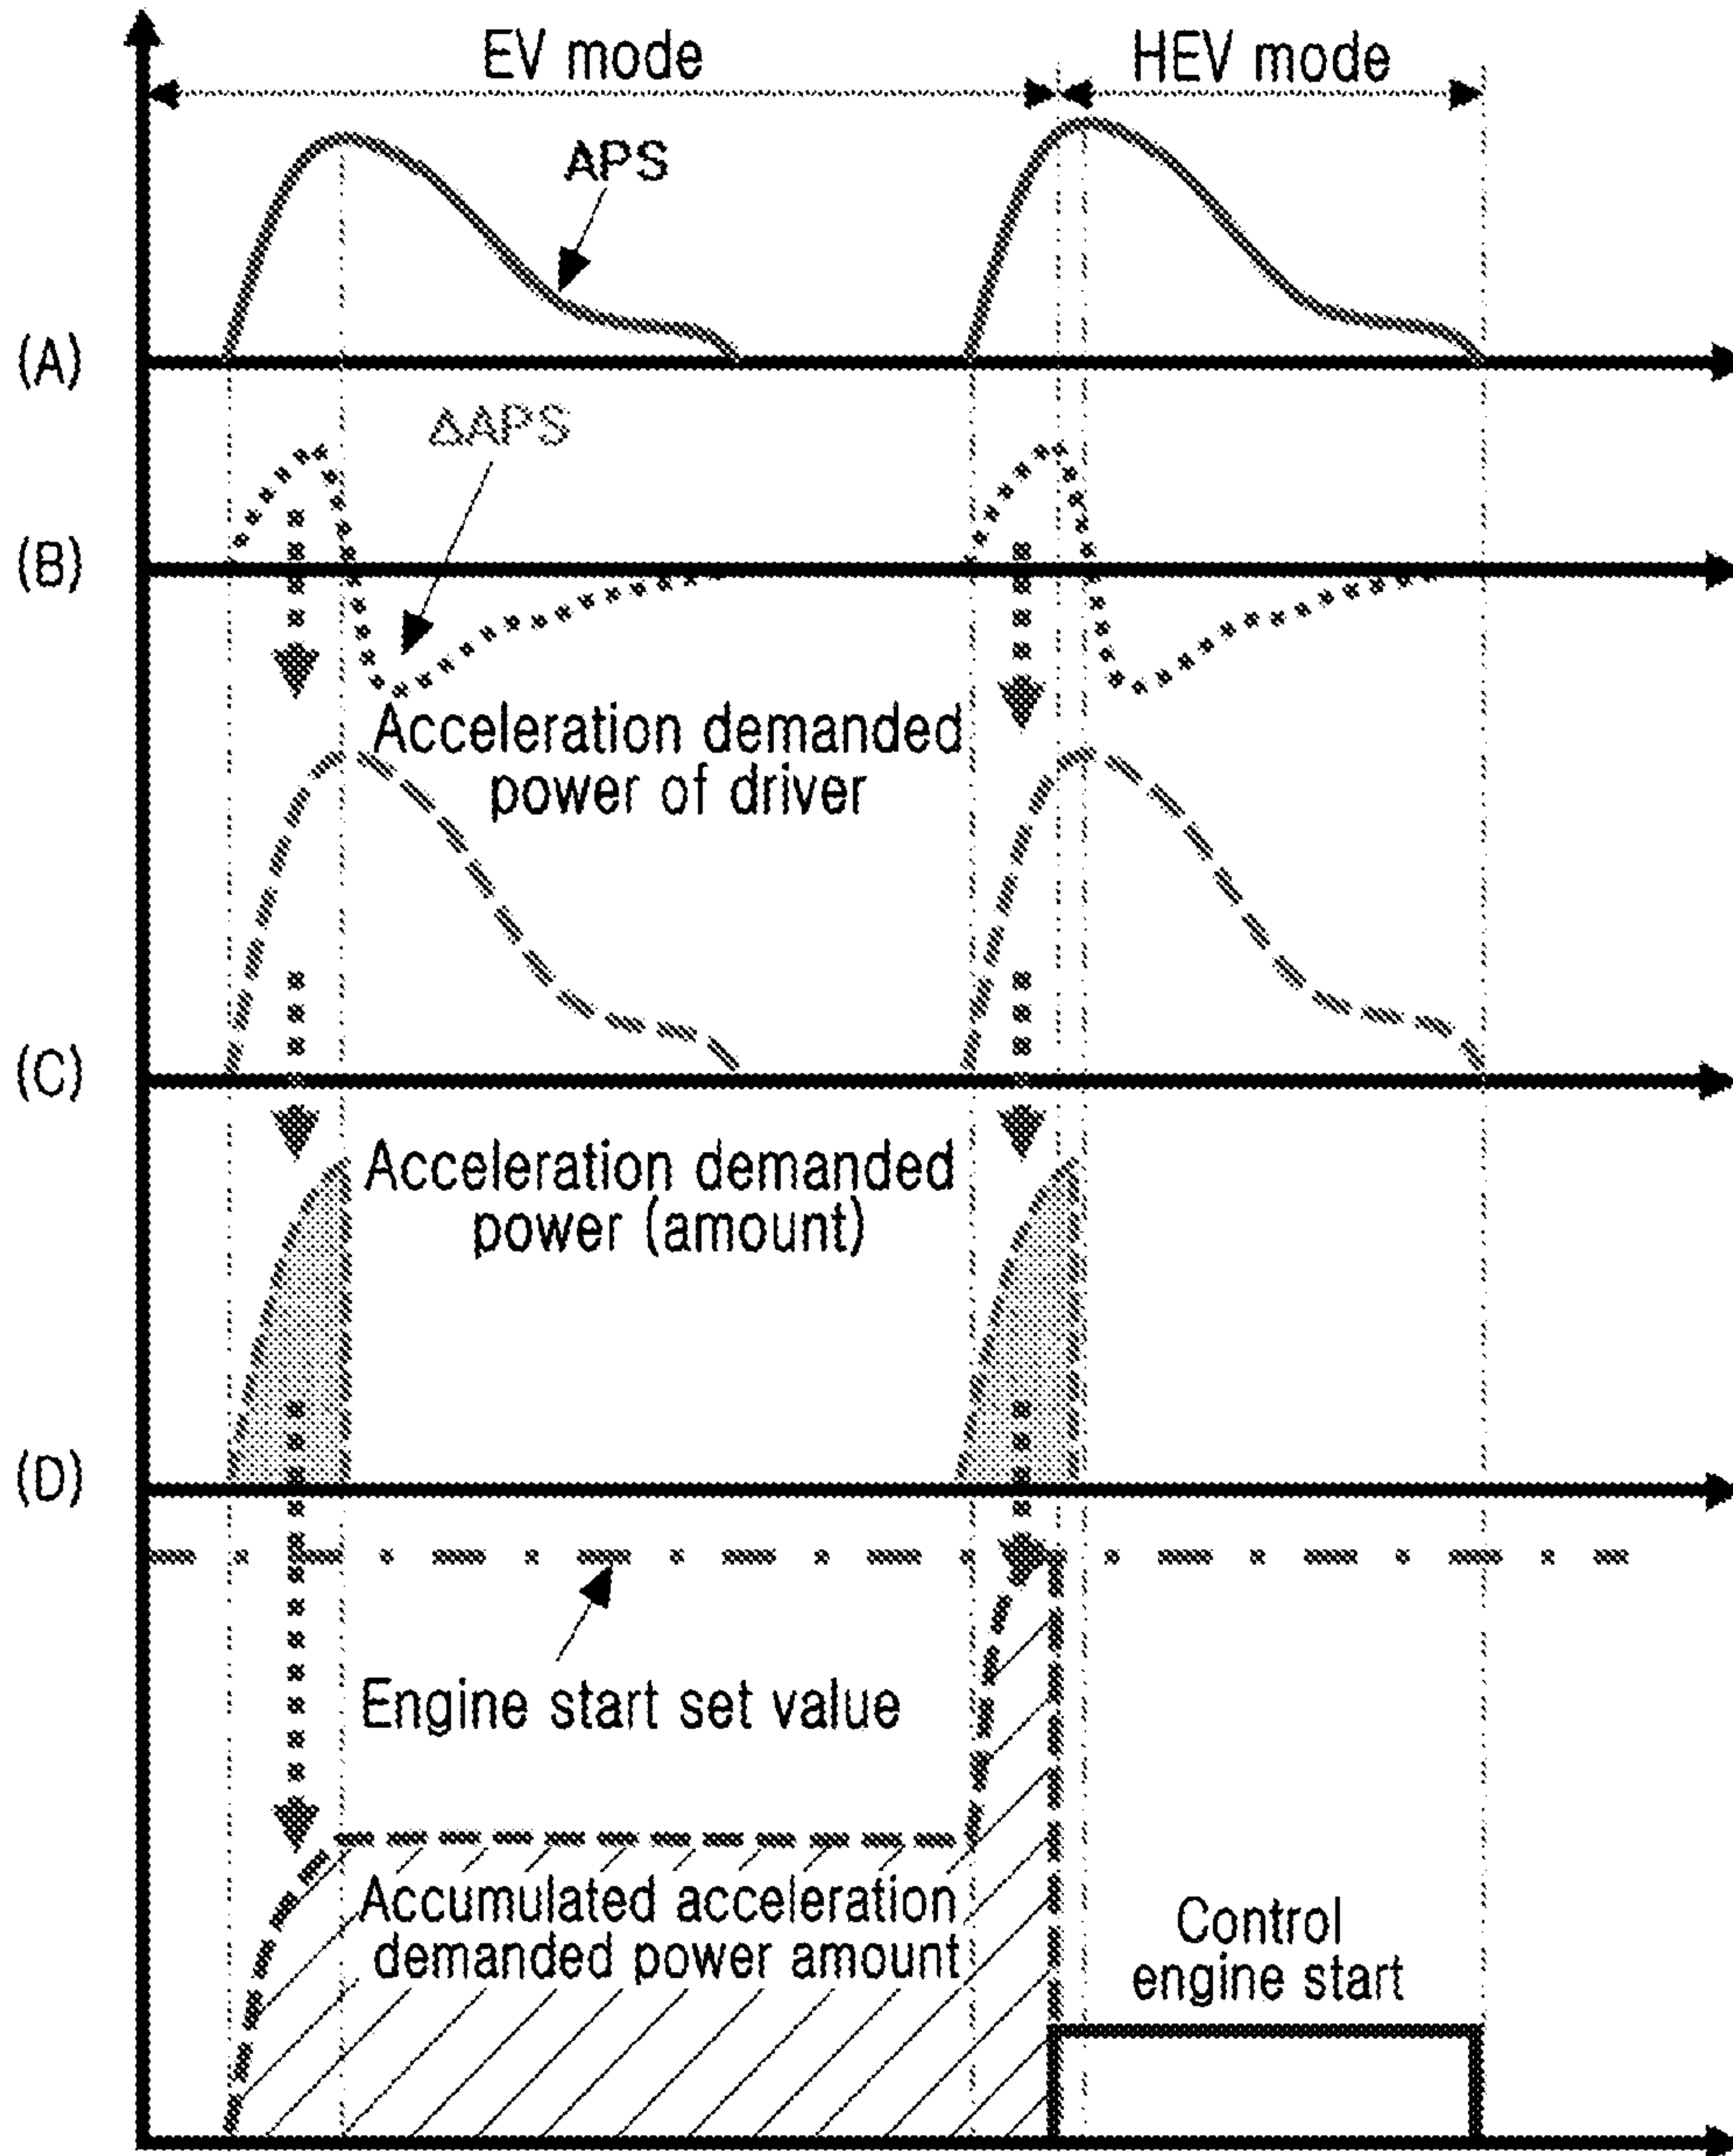 EV mode
HEV mode
APS
(A)
ΔAPS
(B)
Acceleration demanded
power of driver
(C)
Acceleration demanded
power (amount)
(D)
Engine start set value
Accumulated acceleration
demanded power amount
Control
engine start